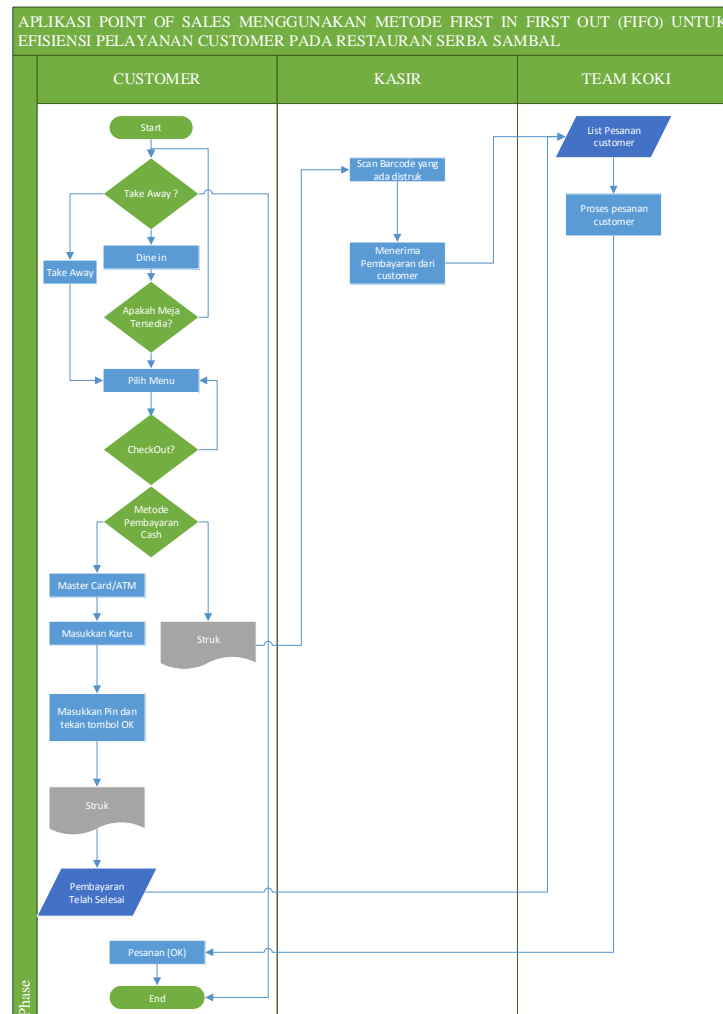 APLIKASI POINT OF SALES MENGGUNAKAN METODE FIRST IN FIRST OUT (FIFO) UNTUK
EFISIENSI PELAYANAN CUSTOMER PADA RESTAURAN SERBA SAMBAL
CUSTOMER
KASIR
TEAM KOKI
Start
Take Away ?
Take Away
Dine in
Apakah Meja
Tersedia?
Pilih Menu
CheckOut?
Metode
Pembayaran
Cash
Master Card/ATM
Masukkan Kartu
Struk
Masukkan Pin dan
tekan tombol OK
Struk
Pembayaran
Telah Selesai
Pesanan (OK)
End
Scan Barcode yang
ada distruk
Menerima
Pembayaran dari
customer
List Pesanan
customer
Proses pesanan
customer
Phase